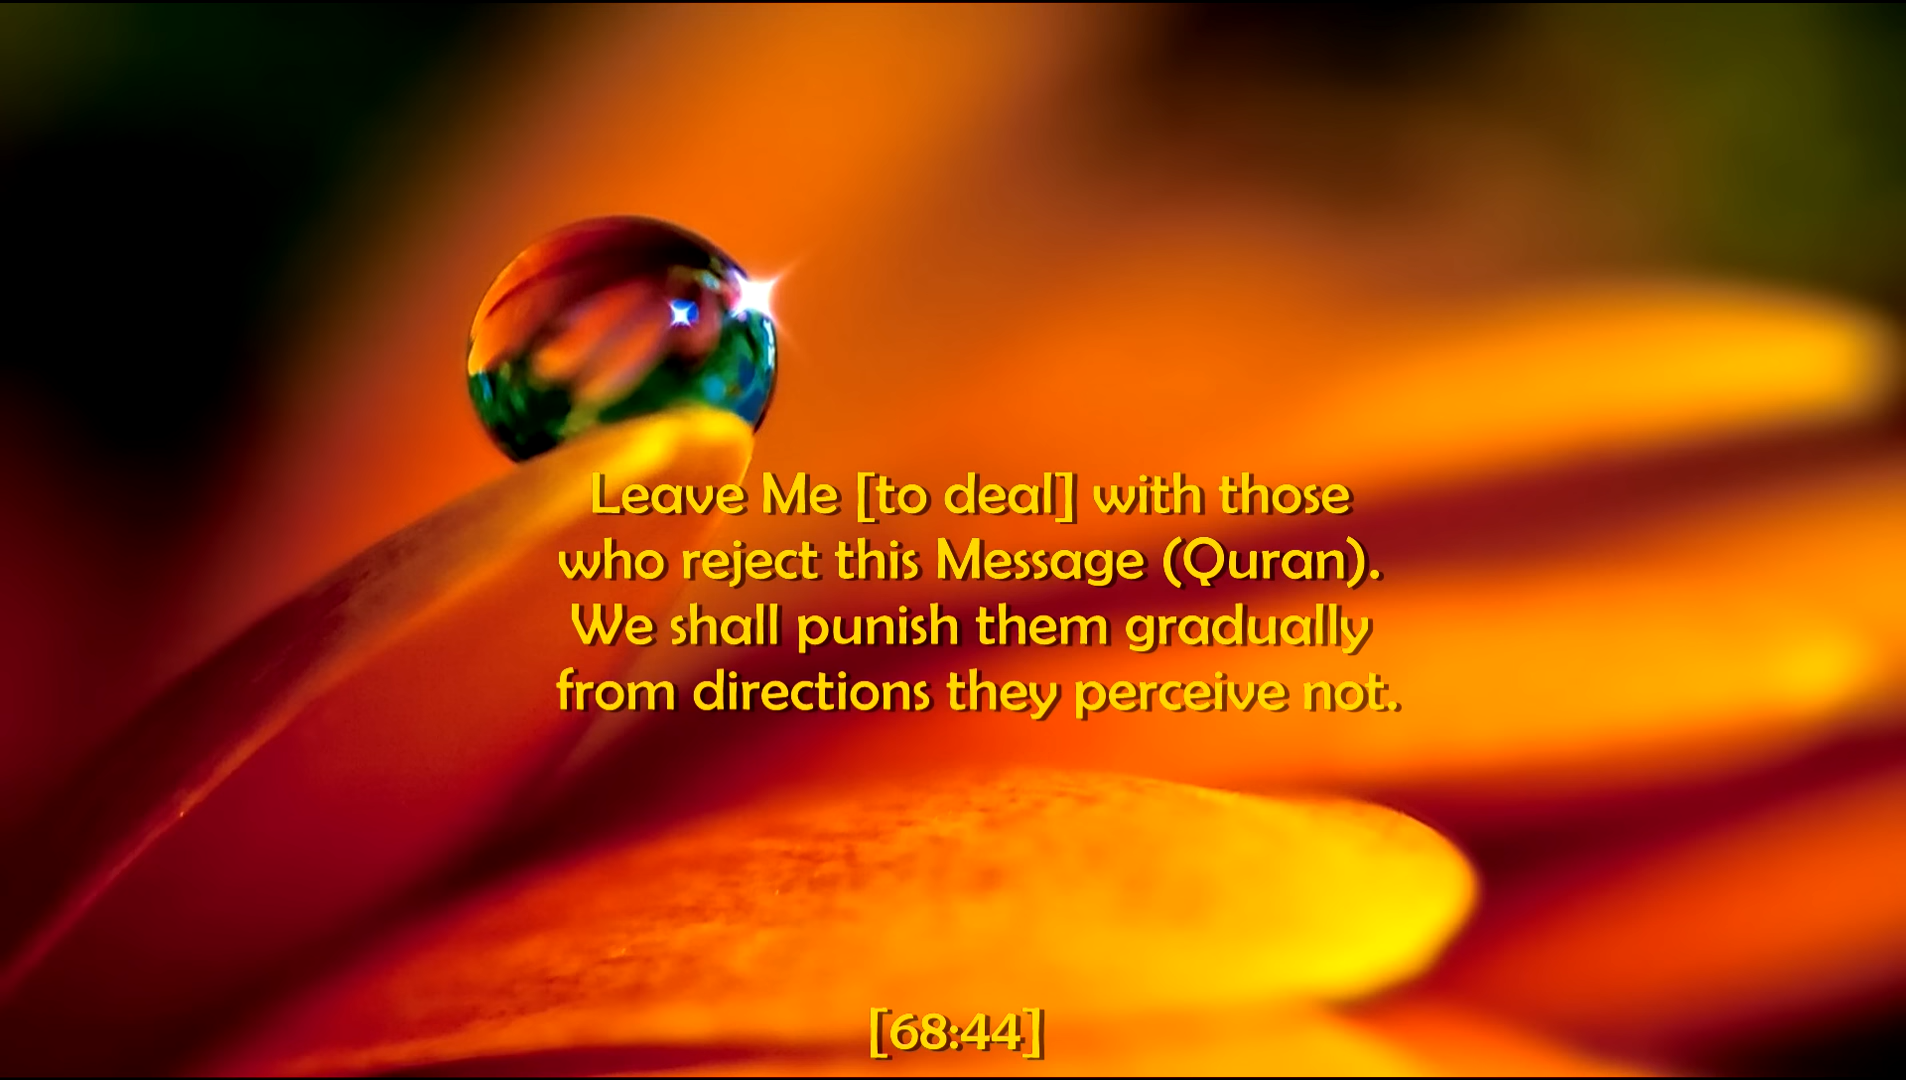 Leave Me [to deal] with those
who reject this Message (Quran).
We shall punish them gradually
from directions they perceive not.
[68:44]